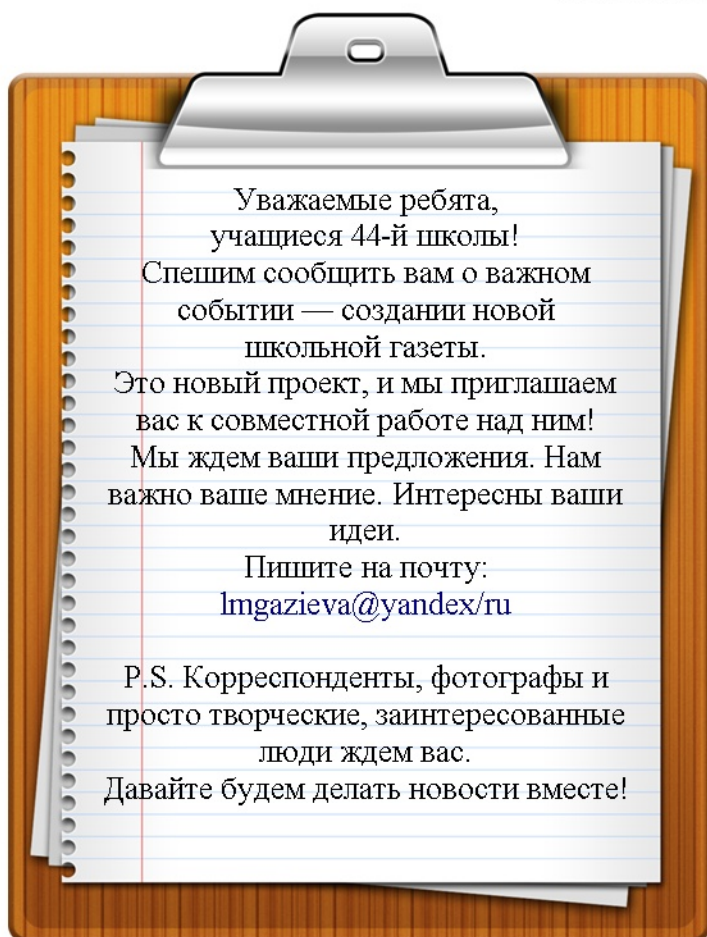 Уважаемые ребята,
учащиеся 44-й школы!
Спешим сообщить вам о важном
событии — создании новой
школьной газеты.
Это новый проект, и мы приглашаем
вас к совместной работе над ним!
Мы ждем ваши предложения. Нам
важно ваше мнение. Интересны ваши
идеи.
Пишите на почту:
lmgazieva@yandex/ru
P.S. Корреспонденты, фотографы и
просто творческие, заинтересованные
люди ждем вас.
Давайте будем делать новости вместе!